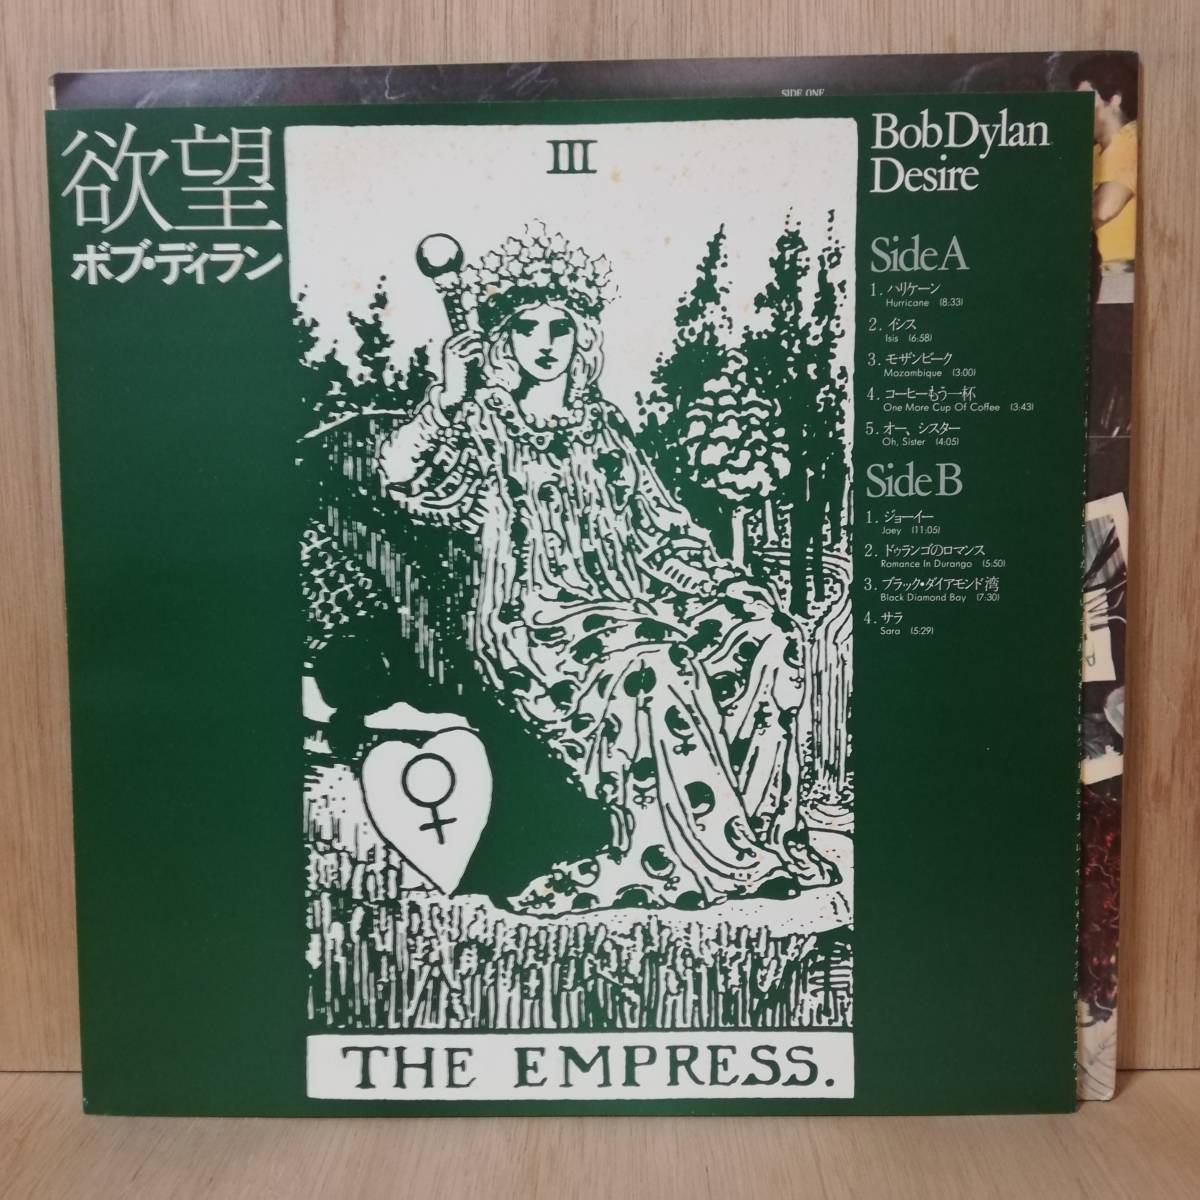 SIDE ONE
欲望
ボブ・ディラン
III
THE EMPRESS.
Bob Dylan
Desire
Side A
1. ハリケーン
Hurricane (8:33)
2. イシス
Isis (6:58)
3. モザンビーク
Mozambique (3:00)
4. コーヒーもう一杯
One More Cup Of Coffee (3:43)
5. オー、シスター
Oh, Sister (4:05)
Side B
1. ジョーイー
Joey (11:05)
2. ドゥランゴのロマンス
Romance In Durango (5:50)
3. ブラック・ダイアモンド湾
Black Diamond Bay (7:30)
4. サラ
Sara (5:29)